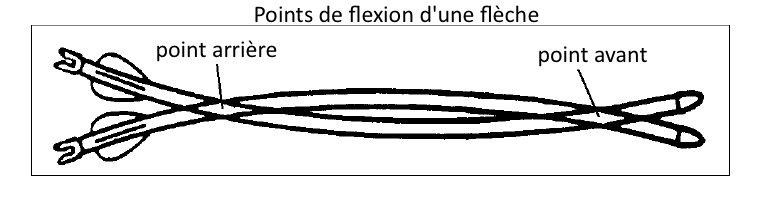 Points de flexion d'une flèche
point arrière
point avant